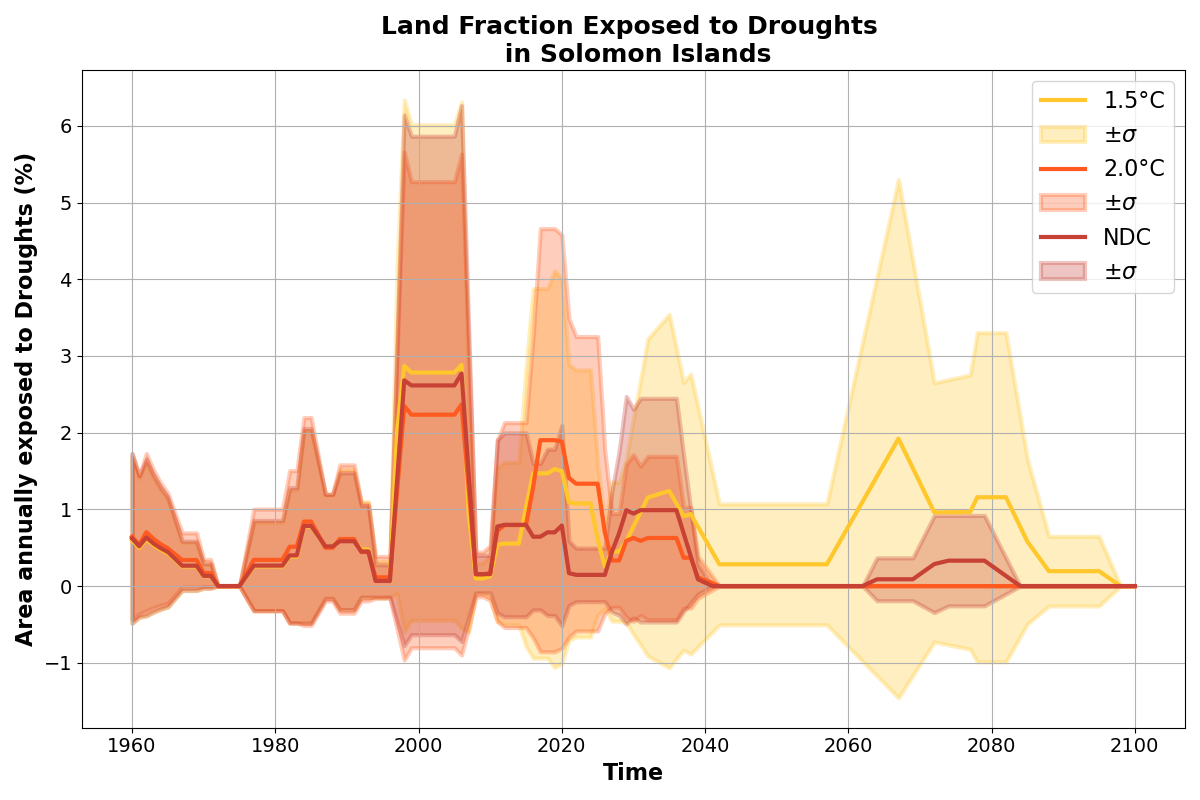 Land Fraction Exposed to Droughts
in Solomon Islands
Area annually exposed to Droughts (%)
6
5
4
3
2
1
0
−1
1.5°C
±σ
2.0°C
±σ
NDC
±σ
1960 1980 2000 2020 2040 2060 2080 2100
Time